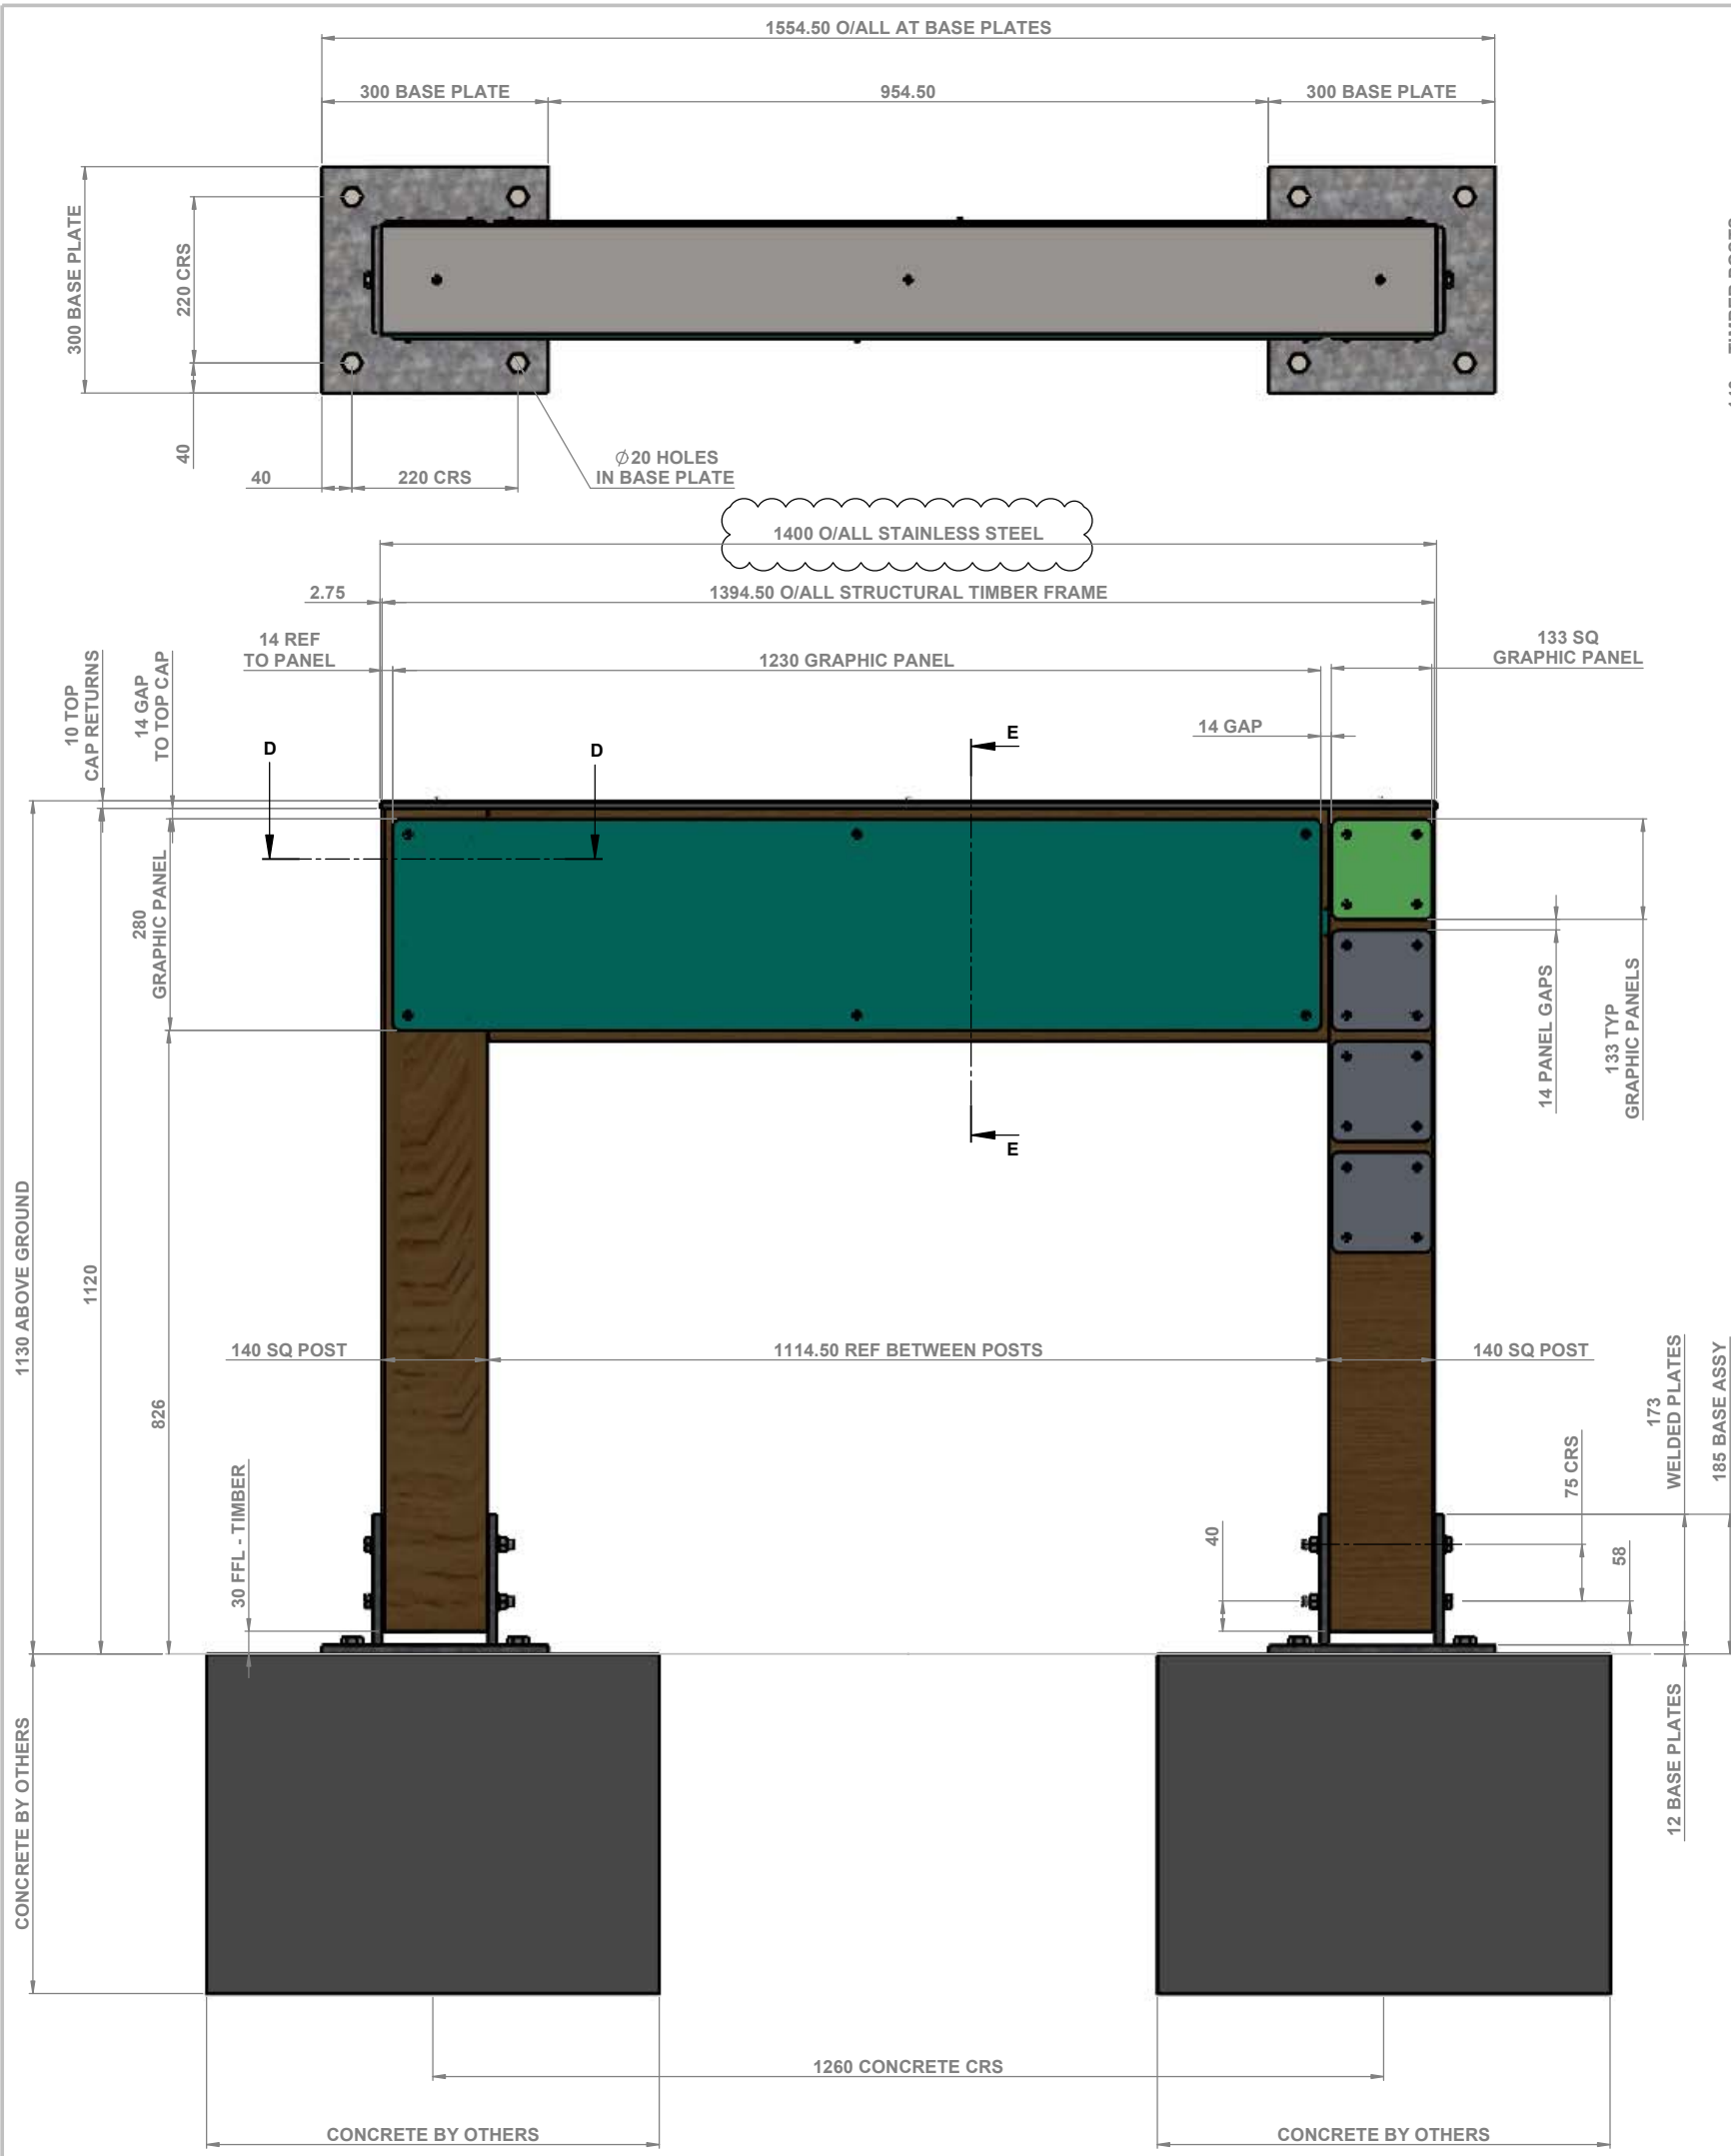 1554.50 O/ALL AT BASE PLATES
300 BASE PLATE
954.50
300 BASE PLATE
300 BASE PLATE
220 CRS
40
40
220 CRS
Ø20 HOLES
IN BASE PLATE
1400 O/ALL STAINLESS STEEL
2.75
1394.50 O/ALL STRUCTURAL TIMBER FRAME
14 REF
TO PANEL
1230 GRAPHIC PANEL
133 SQ
GRAPHIC PANEL
10 TOP
CAP RETURNS
14 GAP
TO TOP CAP
14 GAP
D
D
E
E
280
GRAPHIC PANEL
14 PANEL GAPS
133 TYP
GRAPHIC PANELS
1130 ABOVE GROUND
1120
826
140 SQ POST
1114.50 REF BETWEEN POSTS
140 SQ POST
30 FFL - TIMBER
40
75 CRS
58
173
WELDED PLATES
185 BASE ASSY
12 BASE PLATES
CONCRETE BY OTHERS
1260 CONCRETE CRS
CONCRETE BY OTHERS
CONCRETE BY OTHERS